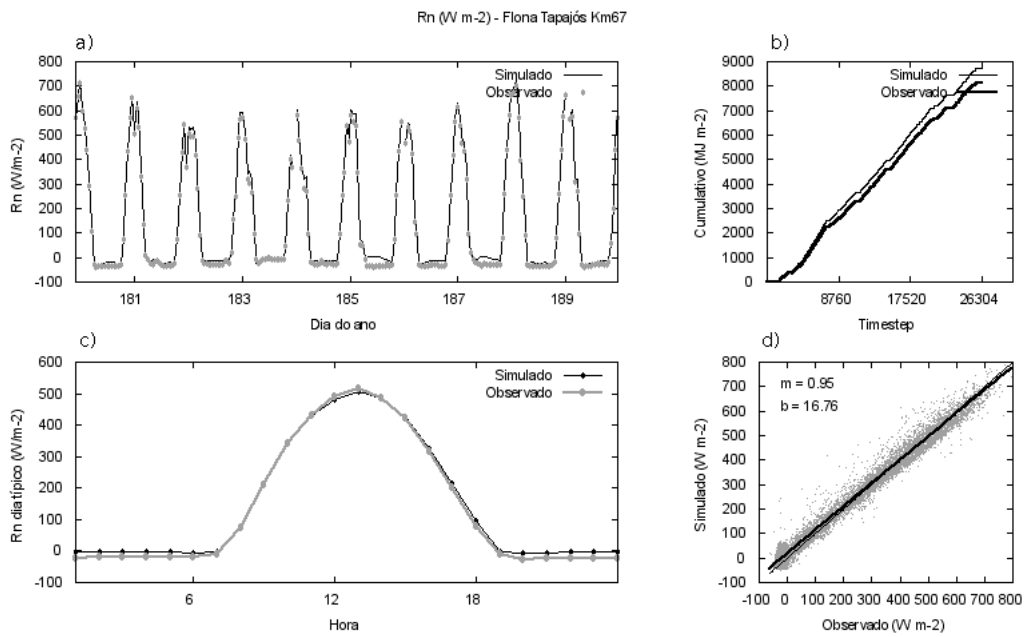 Rn (W m-2) - Flona Tapajós Km67
a)
Rn (W/m-2)
800
700
600
500
400
300
200
100
0
-100
Simulado
Observado
181
183
185
187
189
Dia do ano
b)
Cumulativo (MJ m-2)
9000
8000
7000
6000
5000
4000
3000
2000
1000
0
Simulado
Observado
8760
17520
26304
Timestep
c)
Rn diatípico (W/m-2)
600
500
400
300
200
100
0
-100
Simulado
Observado
6
12
18
Hora
d)
Simulado (W m-2)
800
700
600
500
400
300
200
100
0
-100
m = 0.95
b = 16.76
-100 0 100 200 300 400 500 600 700 800
Observado (W m-2)